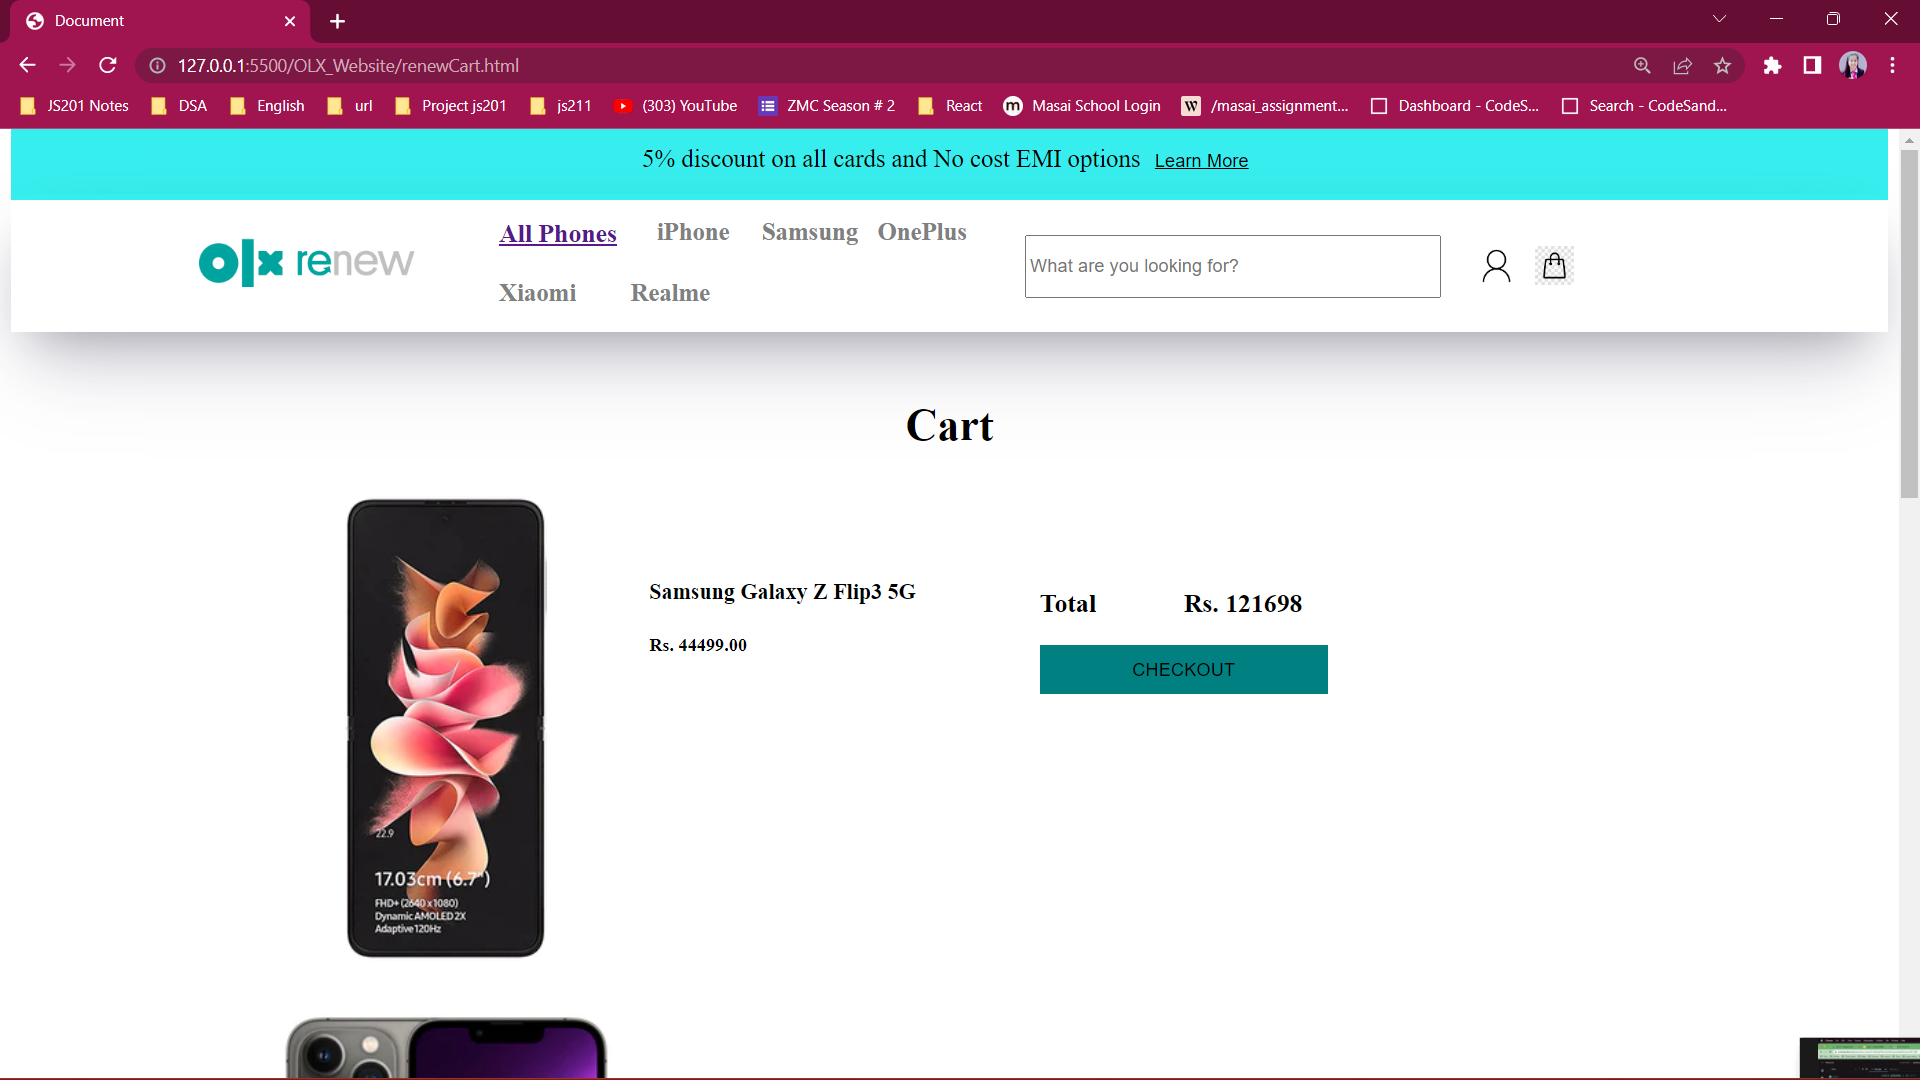 Document
127.0.0.1:5500/OLX_Website/renewCart.html
JS201 Notes DSA English url Project js201 js211 (303) YouTube ZMC Season # 2 React Masai School Login /masai_assignment... Dashboard - CodeS... Search - CodeSand...
5% discount on all cards and No cost EMI options Learn More
olx renew
All Phones iPhone Samsung OnePlus
Xiaomi Realme
What are you looking for?
Cart
Samsung Galaxy Z Flip3 5G
Rs. 44499.00
Total Rs. 121698
CHECKOUT
22.9
17.03cm (6.7")
FHD+ (2640 x 1080)
Dynamic AMOLED 2X
Adaptive 120Hz